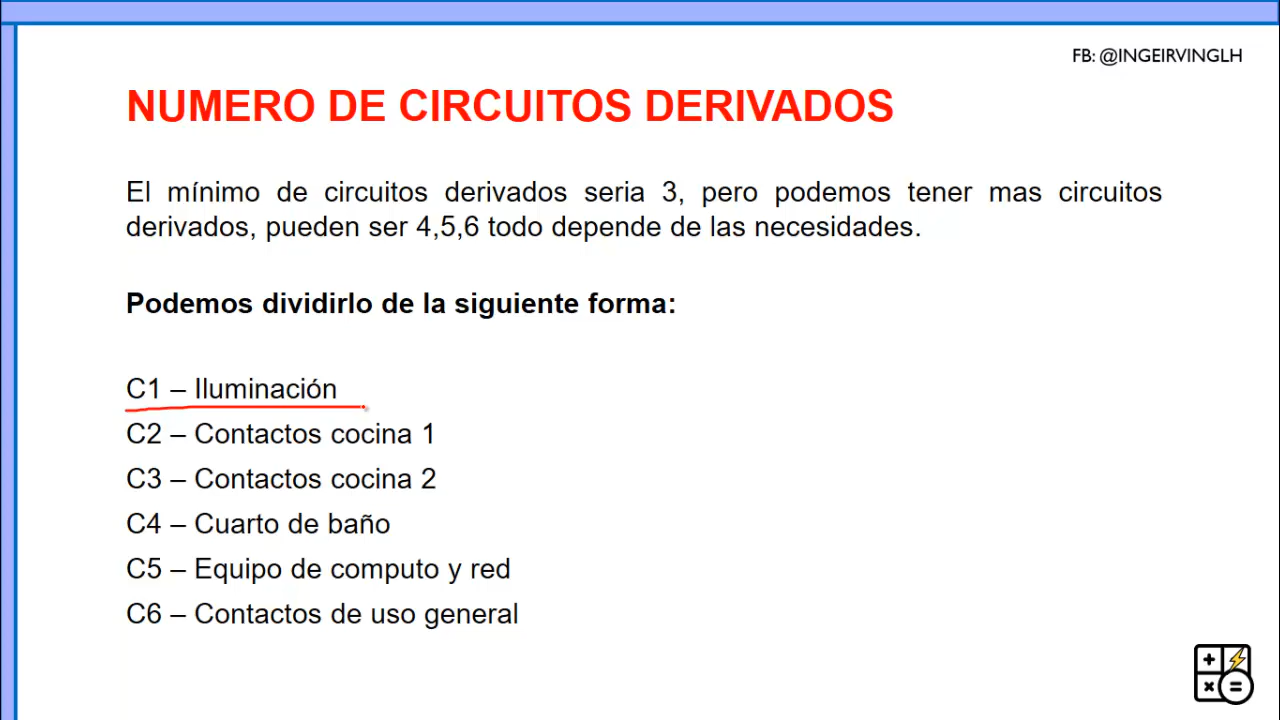 FB: @INGEIRVINGLH
NUMERO DE CIRCUITOS DERIVADOS
El mínimo de circuitos derivados seria 3, pero podemos tener mas circuitos
derivados, pueden ser 4,5,6 todo depende de las necesidades.
Podemos dividirlo de la siguiente forma:
C1 – Iluminación
C2 – Contactos cocina 1
C3 – Contactos cocina 2
C4 – Cuarto de baño
C5 – Equipo de computo y red
C6 – Contactos de uso general